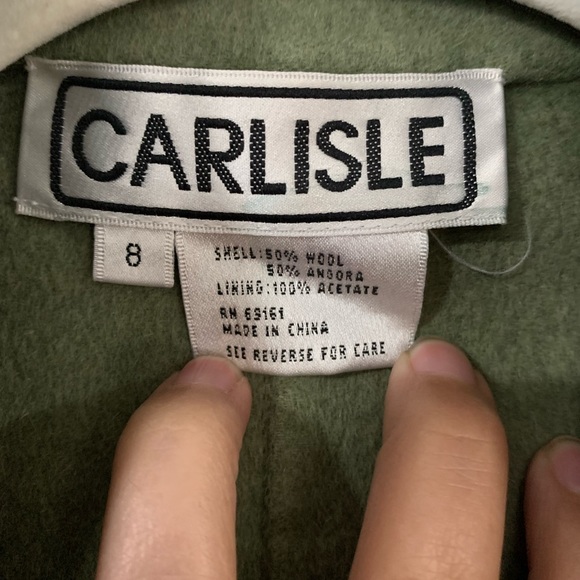 CARLISLE
8
SHELL:50% WOOL
50% ANGORA
LINING:100% ACETATE
RN 69161
MADE IN CHINA
SEE REVERSE FOR CARE